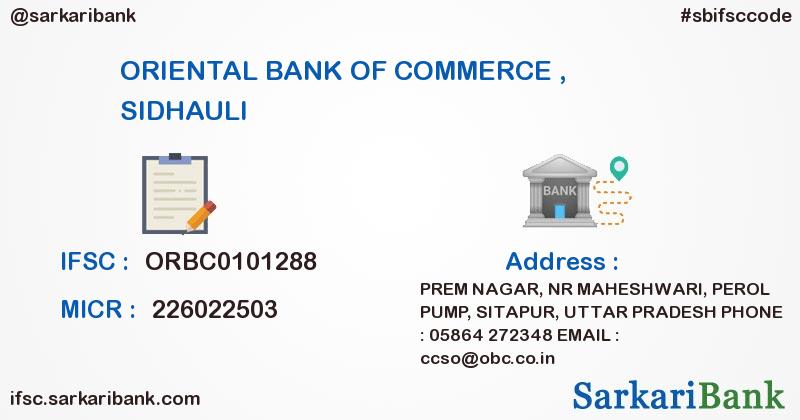 @sarkaribank
#sbifsccode
ORIENTAL BANK OF COMMERCE ,
SIDHAULI
BANK
IFSC : ORBC0101288
MICR : 226022503
Address :
PREM NAGAR, NR MAHESHWARI, PEROL
PUMP, SITAPUR, UTTAR PRADESH PHONE
: 05864 272348 EMAIL :
ccso@obc.co.in
ifsc.sarkaribank.com
SarkariBank